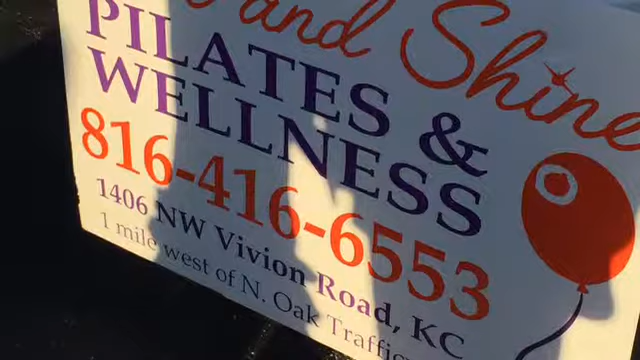 and Shine
PILATES &
WELLNESS
816-416-6553
1406 NW Vivion Road, KC
1 mile west of N. Oak Traffic